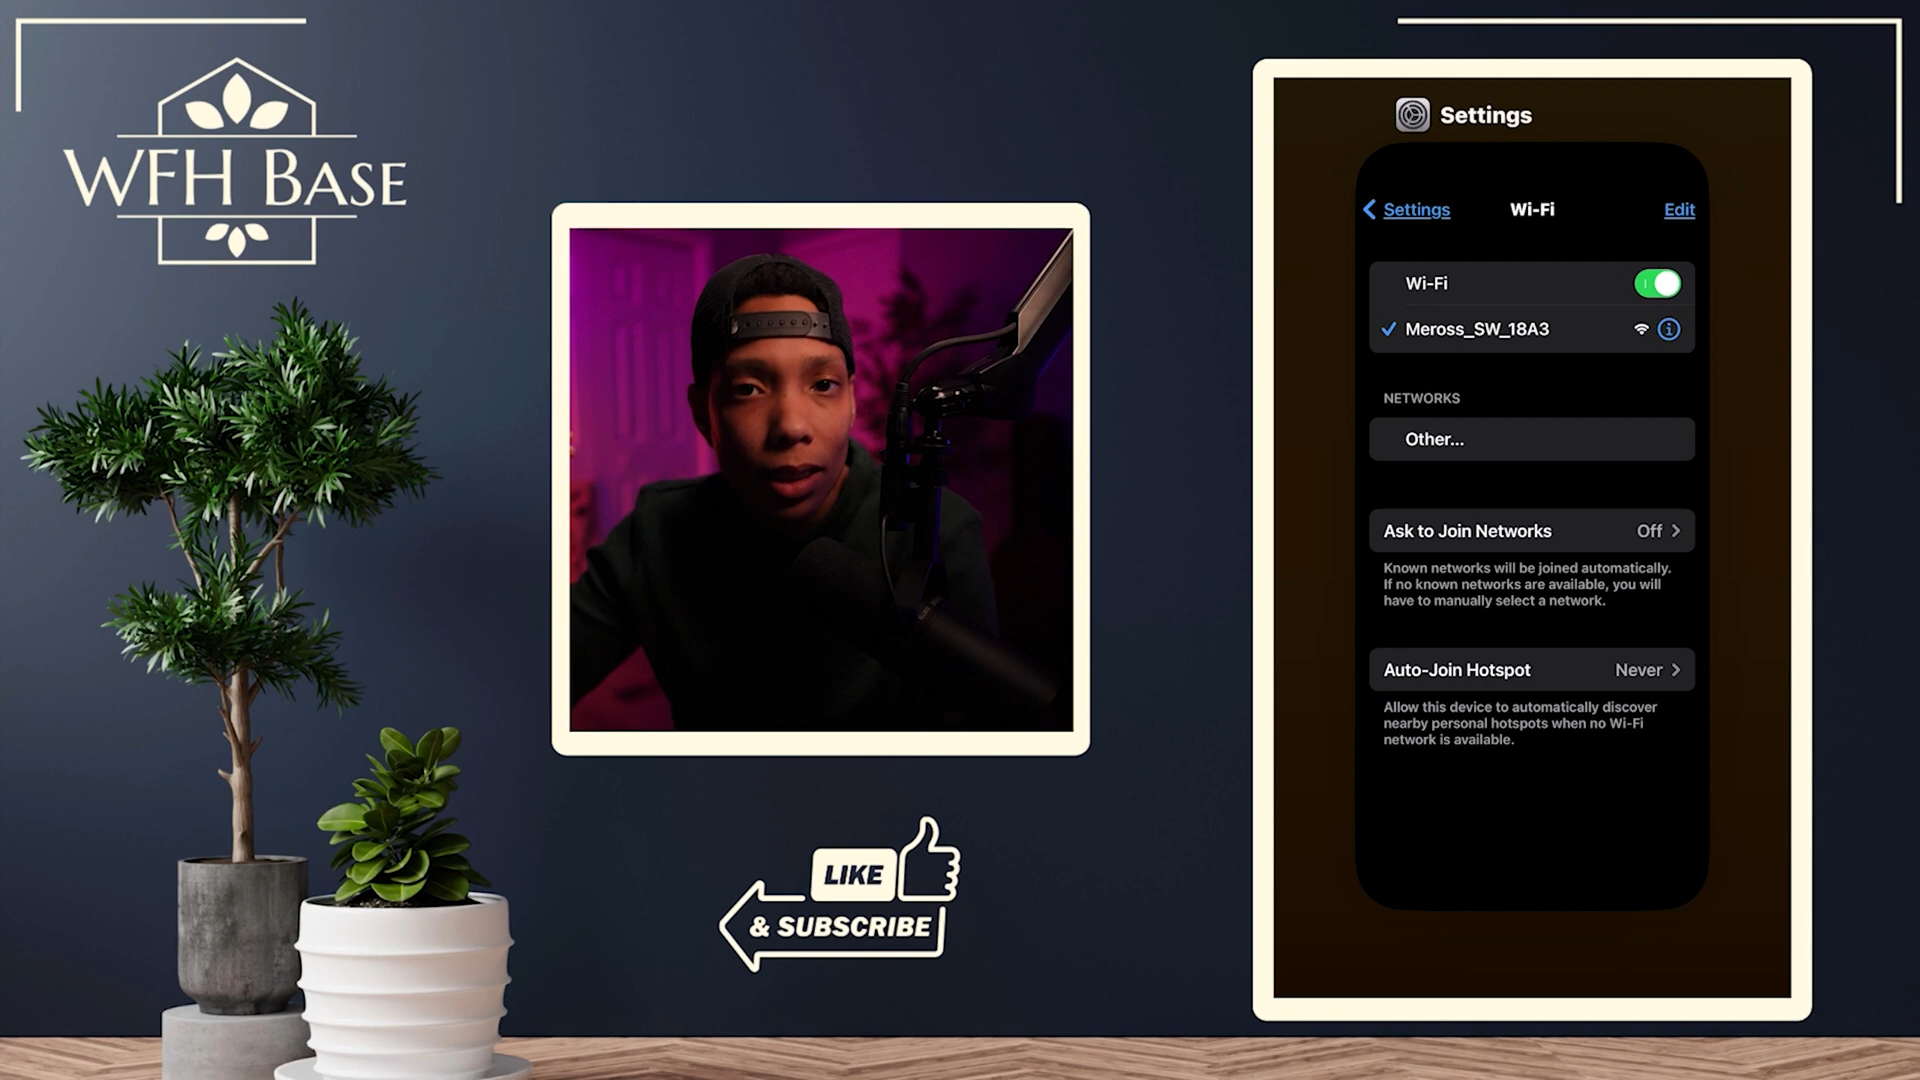 WFH BASE
Settings
Settings
Wi-Fi
Edit
Wi-Fi
Meross_SW_18A3
NETWORKS
Other...
Ask to Join Networks
Off
Known networks will be joined automatically.
If no known networks are available, you will
have to manually select a network.
Auto-Join Hotspot
Never
Allow this device to automatically discover
nearby personal hotspots when no Wi-Fi
network is available.
LIKE
& SUBSCRIBE